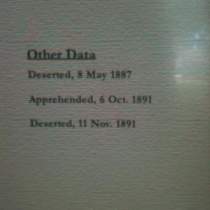 Other Data
Deserted, 8 May 1887
Apprehended, 6 Oct. 1891
Deserted, 11 Nov. 1891